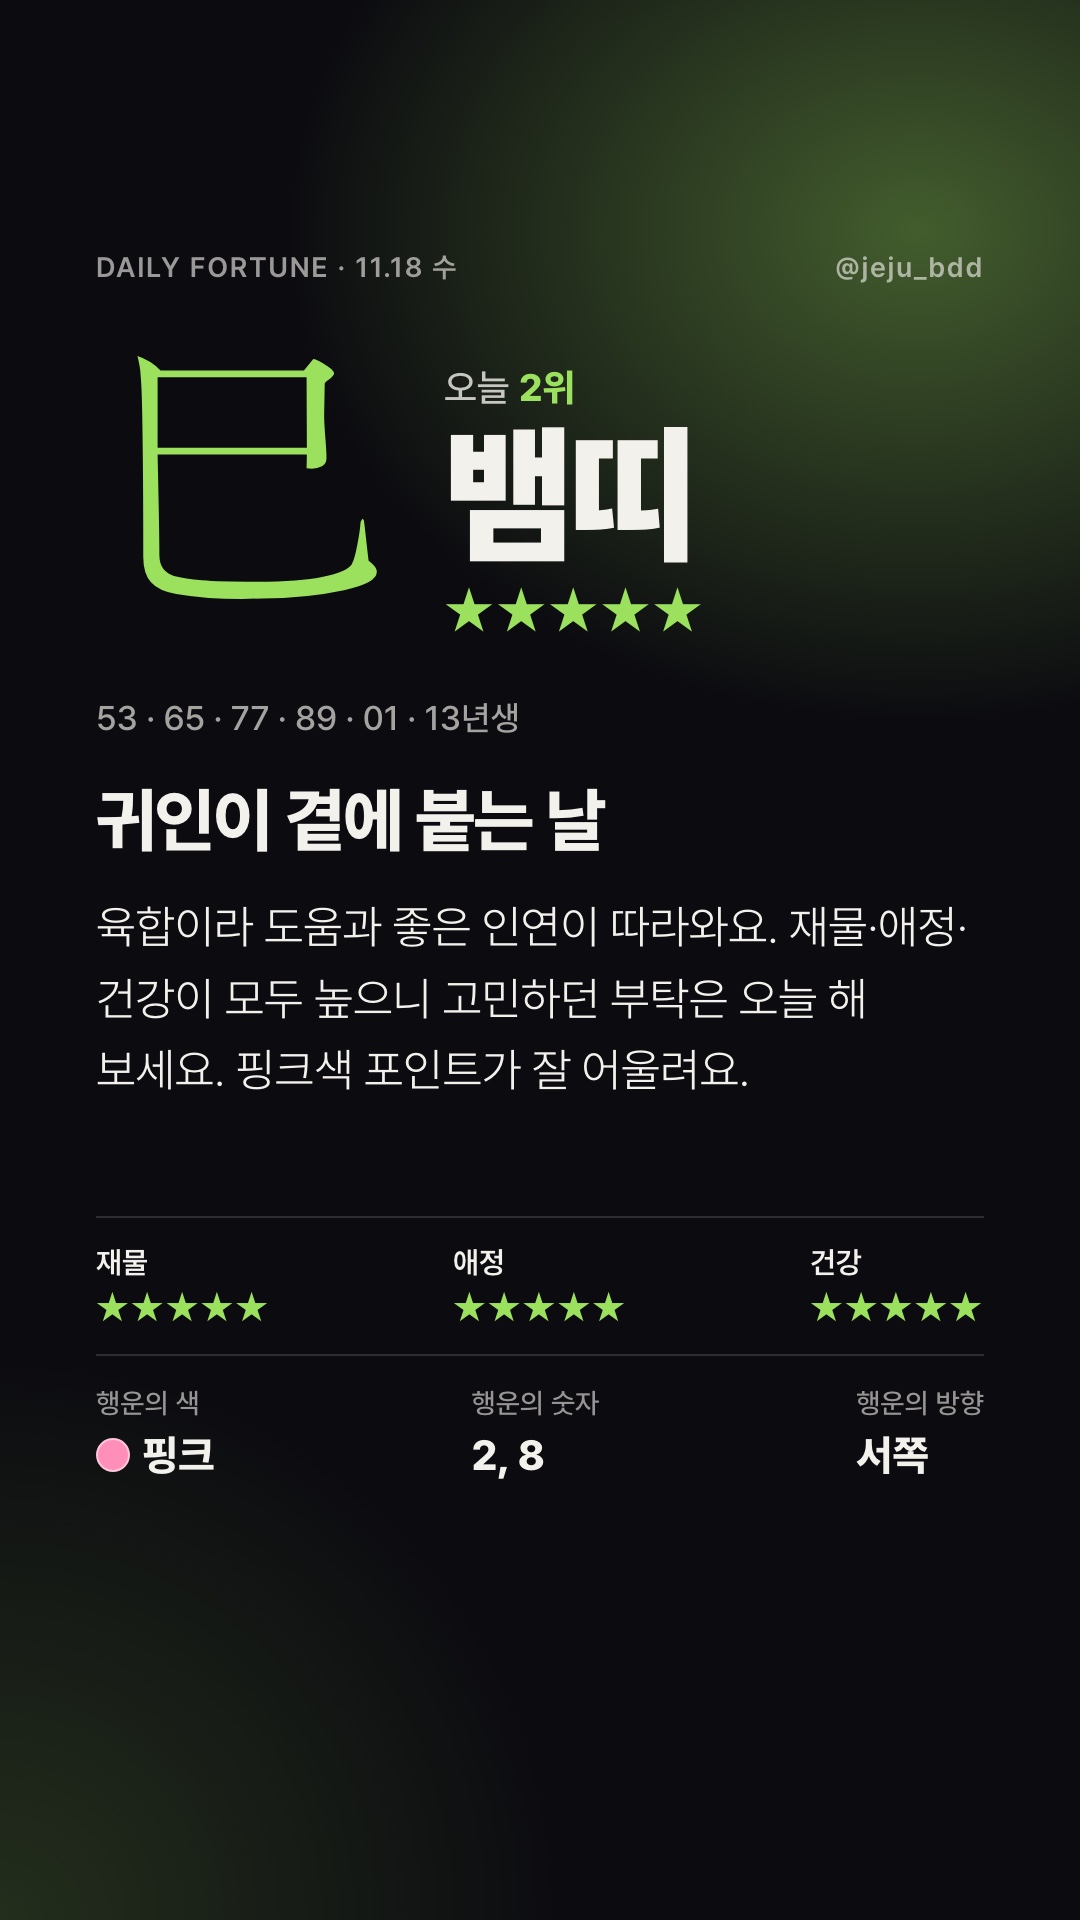 DAILY FORTUNE · 11.18 수
@jeju_bdd
巳
오늘 2위
뱀띠
★★★★★
53 · 65 · 77 · 89 · 01 · 13년생
귀인이 곁에 붙는 날
육합이라 도움과 좋은 인연이 따라와요. 재물·애정·
건강이 모두 높으니 고민하던 부탁은 오늘 해
보세요. 핑크색 포인트가 잘 어울려요.
재물 애정 건강
★★★★★ ★★★★★ ★★★★★
행운의 색 행운의 숫자 행운의 방향
핑크 2, 8 서쪽